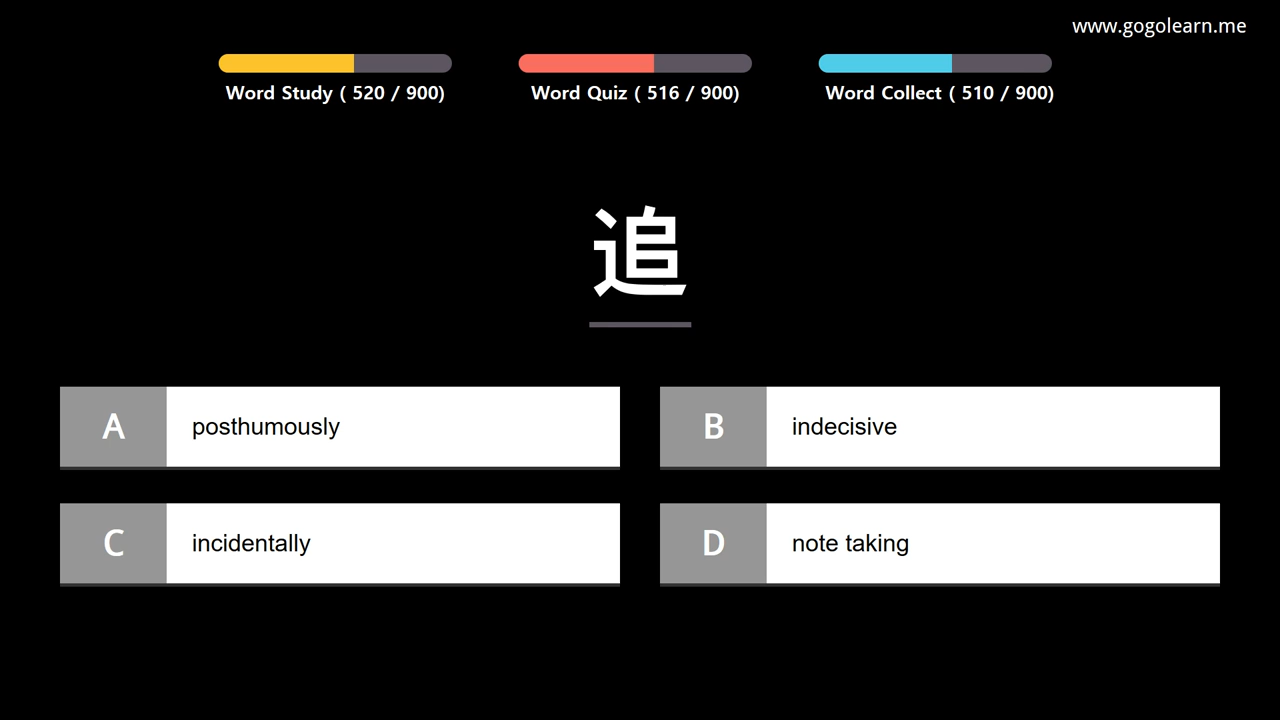 www.gogolearn.me
Word Study ( 520 / 900)
Word Quiz ( 516 / 900)
Word Collect ( 510 / 900)
追
A posthumously
B indecisive
C incidentally
D note taking